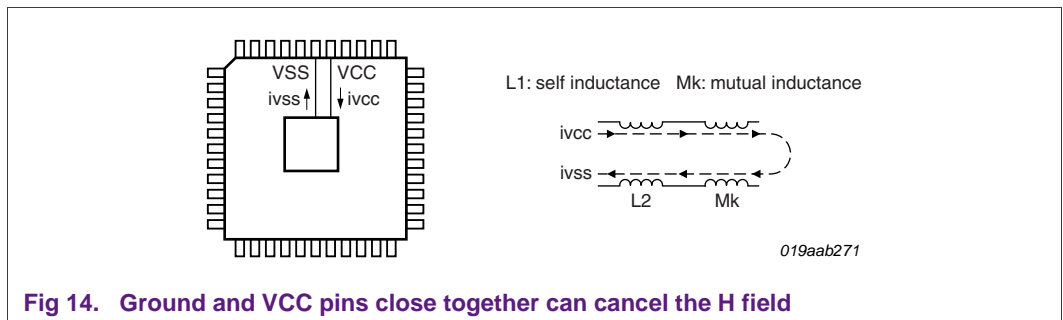 VSS VCC
ivss ivcc
L1: self inductance Mk: mutual inductance
ivcc
ivss
L2 Mk
019aab271
Fig 14. Ground and VCC pins close together can cancel the H field